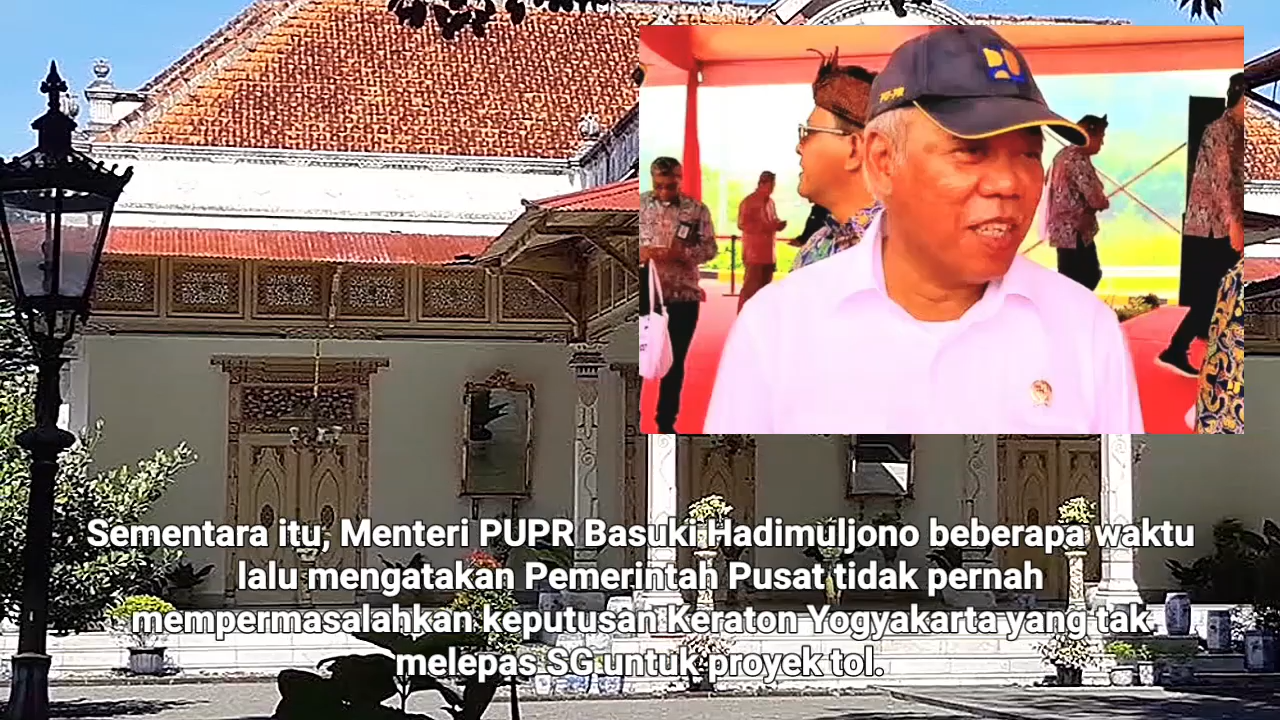 PUPR
Sementara itu, Menteri PUPR Basuki Hadimuljono beberapa waktu
lalu mengatakan Pemerintah Pusat tidak pernah
mempermasalahkan keputusan Keraton Yogyakarta yang tak
melepas SG untuk proyek tol.